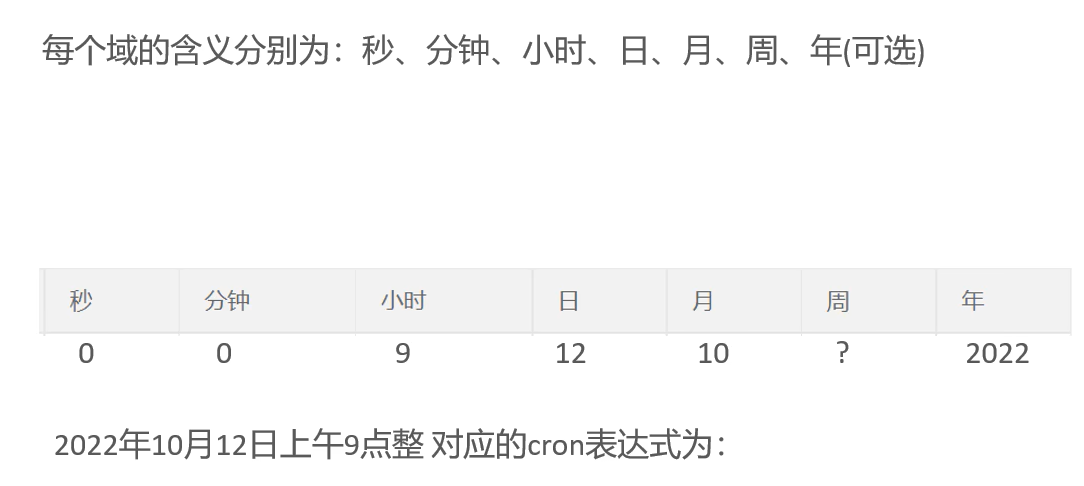 每个域的含义分别为：秒、分钟、小时、日、月、周、年(可选)
秒 分钟 小时 日 月 周 年
0 0 9 12 10 ? 2022
2022年10月12日上午9点整 对应的cron表达式为：